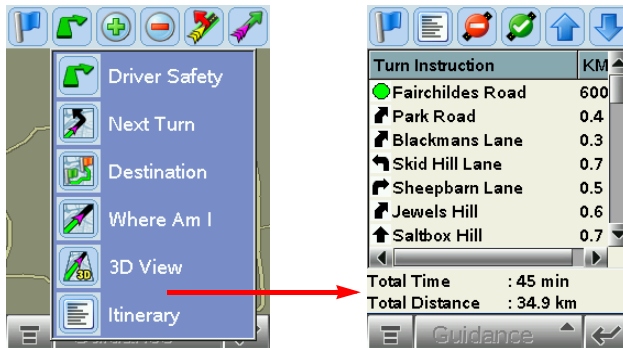 Driver Safety
Next Turn
Destination
Where Am I
3D View
3D
Itinerary
Turn Instruction KM
Fairchildes Road 600
Park Road 0.4
Blackmans Lane 0.3
Skid Hill Lane 0.7
Sheepbarn Lane 0.5
Jewels Hill 0.6
Saltbox Hill 0.7
Total Time : 45 min
Total Distance : 34.9 km
Guidance